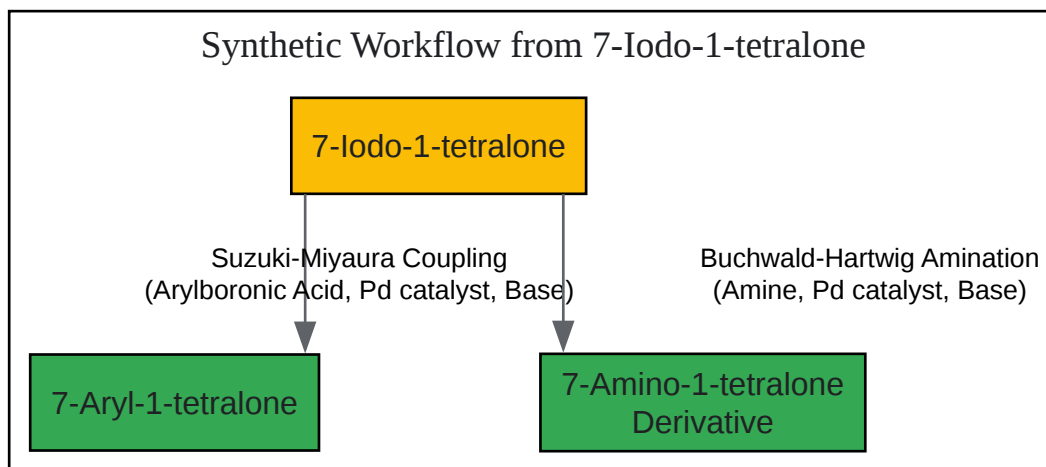 Synthetic Workflow from 7-Iodo-1-tetralone
7-Iodo-1-tetralone
Suzuki-Miyaura Coupling
(Arylboronic Acid, Pd catalyst, Base)
Buchwald-Hartwig Amination
(Amine, Pd catalyst, Base)
7-Aryl-1-tetralone
7-Amino-1-tetralone
Derivative